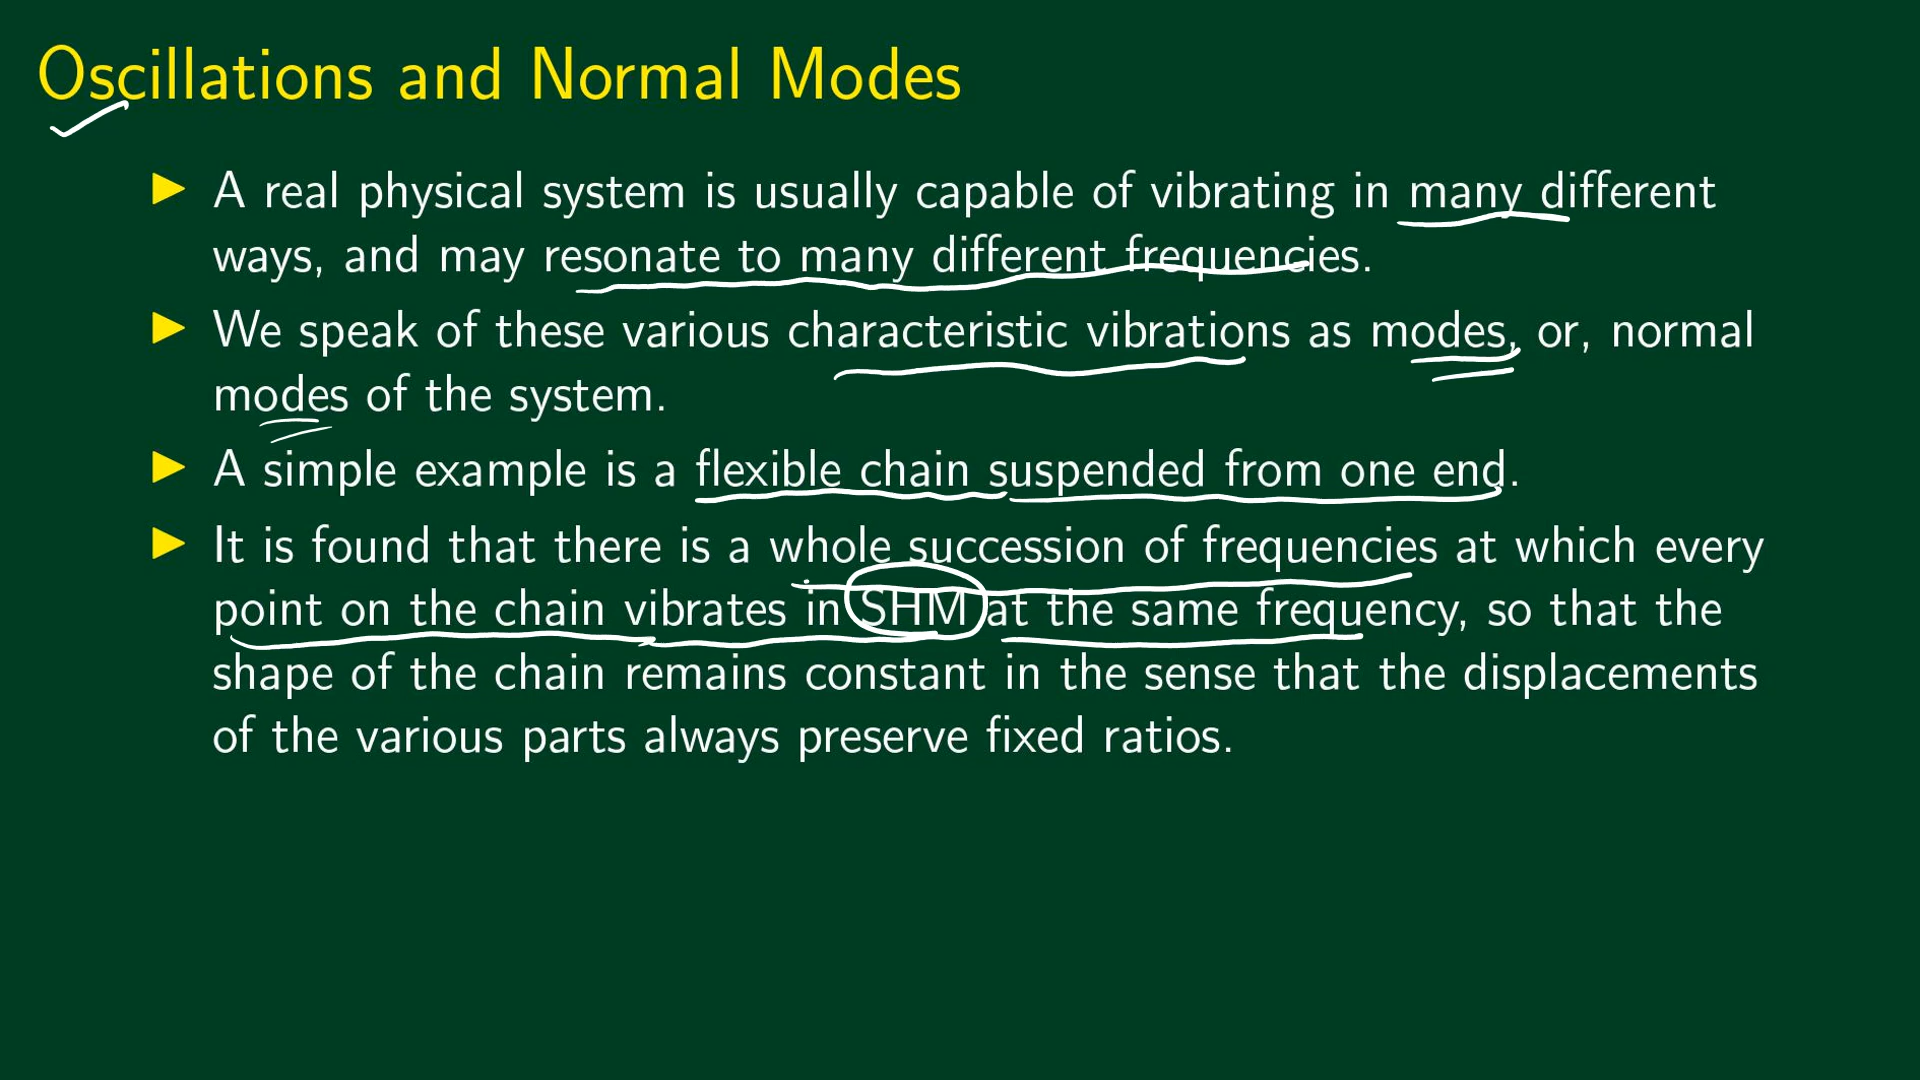 Oscillations and Normal Modes
▶ A real physical system is usually capable of vibrating in many different
ways, and may resonate to many different frequencies.
▶ We speak of these various characteristic vibrations as modes, or, normal
modes of the system.
▶ A simple example is a flexible chain suspended from one end.
▶ It is found that there is a whole succession of frequencies at which every
point on the chain vibrates in SHM at the same frequency, so that the
shape of the chain remains constant in the sense that the displacements
of the various parts always preserve fixed ratios.